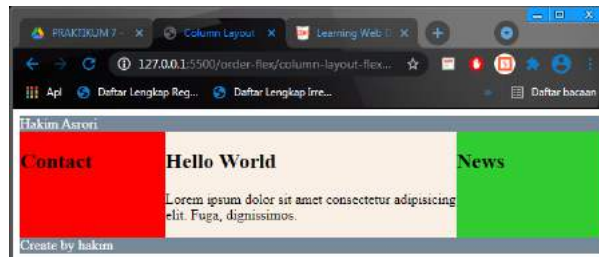 PRAKTIKUM 7 -
Column Layout
Learning Web D
127.0.0.1:5500/order-flex/column-layout-flex...
Apl
Daftar Lengkap Reg...
Daftar Lengkap Irre...
Daftar bacaan
Hakim Asrori
Contact
Hello World
News
Lorem ipsum dolor sit amet consectetur adipisicing
elit. Fuga, dignissimos.
Create by hakim